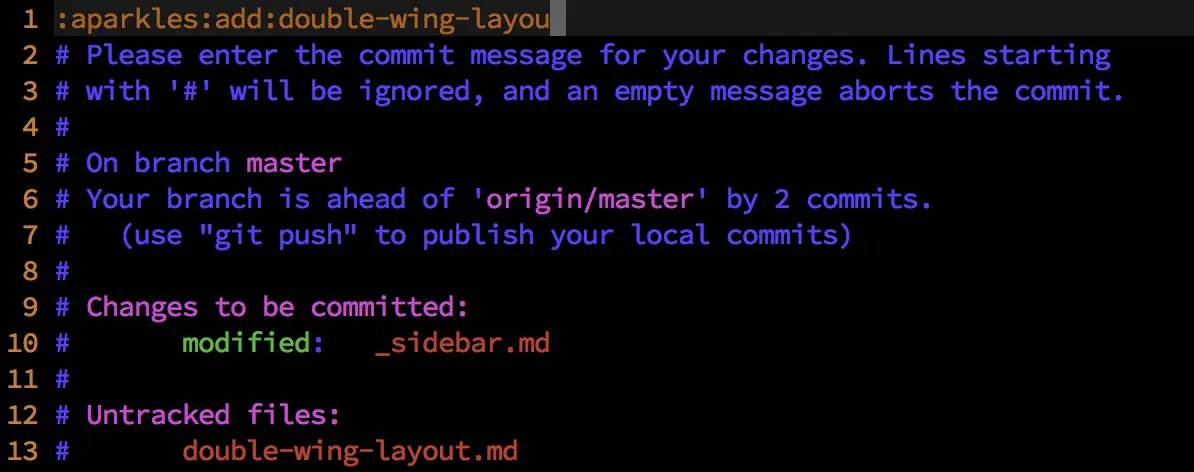 1 :aparkles:add:double-wing-layou
2 # Please enter the commit message for your changes. Lines starting
3 # with '#' will be ignored, and an empty message aborts the commit.
4 #
5 # On branch master
6 # Your branch is ahead of 'origin/master' by 2 commits.
7 #   (use "git push" to publish your local commits)
8 #
9 # Changes to be committed:
10 #       modified:   _sidebar.md
11 #
12 # Untracked files:
13 #       double-wing-layout.md